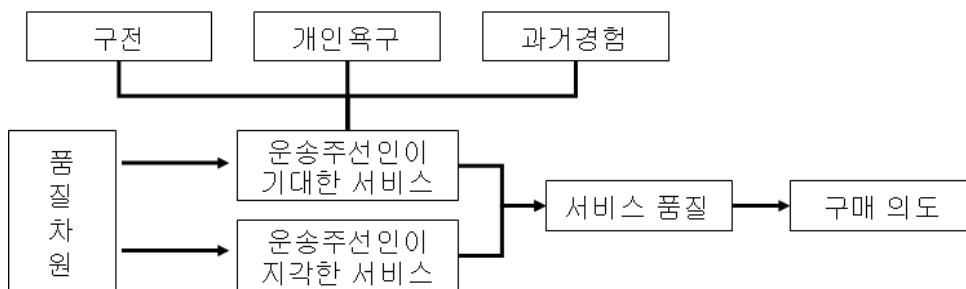 구전
개인욕구
과거경험
품
질
차
원
운송주선인이
기대한 서비스
운송주선인이
지각한 서비스
서비스 품질
구매 의도